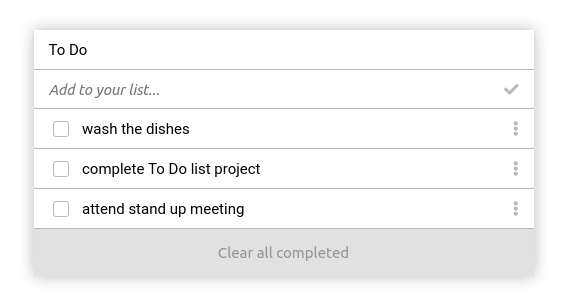 To Do
Add to your list...
wash the dishes
complete To Do list project
attend stand up meeting
Clear all completed